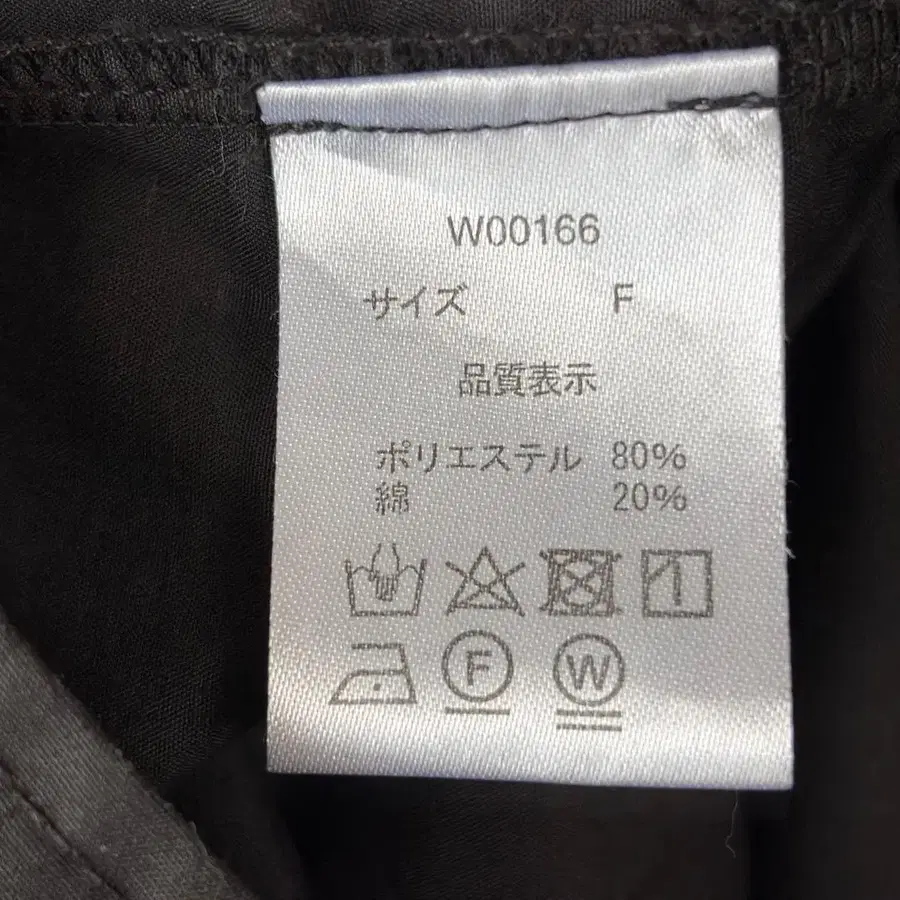 W00166
サイズ F
品質表示
ポリエステル 80%
綿 20%
F W